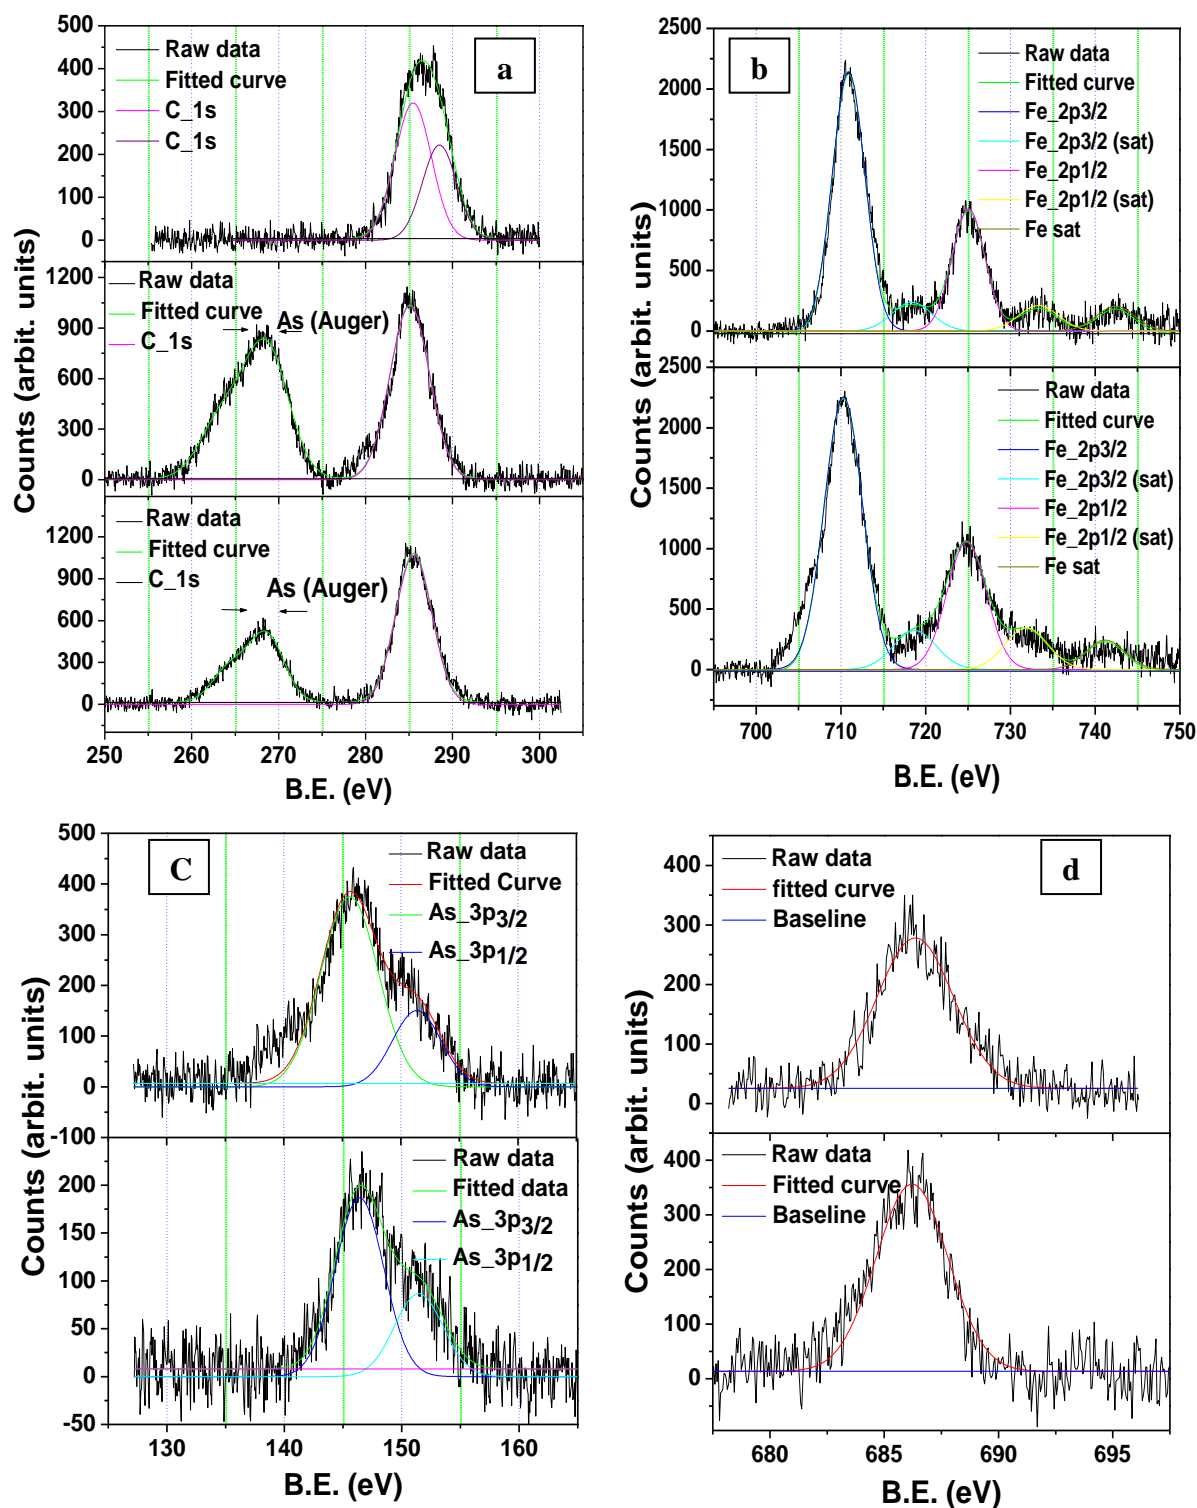 a
Counts (arbit. units)
500
400
300
200
100
0
Raw data
Fitted curve
C_1s
C_1s
1200
900
600
300
0
Raw data
Fitted curve
C_1s
As (Auger)
1200
900
600
300
0
Raw data
Fitted curve
C_1s
As (Auger)
250 260 270 280 290 300
B.E. (eV)
b
Counts (arbit. units)
2500
2000
1500
1000
500
0
Raw data
Fitted curve
Fe_2p3/2
Fe_2p3/2 (sat)
Fe_2p1/2
Fe_2p1/2 (sat)
Fe sat
2500
2000
1500
1000
500
0
Raw data
Fitted curve
Fe_2p3/2
Fe_2p3/2 (sat)
Fe_2p1/2
Fe_2p1/2 (sat)
Fe sat
700 710 720 730 740 750
B.E. (eV)
C
Counts (arbit. units)
500
400
300
200
100
0
-100
Raw data
Fitted Curve
As_3p3/2
As_3p1/2
200
150
100
50
0
-50
Raw data
Fitted data
As_3p3/2
As_3p1/2
130 140 150 160
B.E. (eV)
d
Counts (arbit. units)
400
300
200
100
0
Raw data
fitted curve
Baseline
400
300
200
100
0
Raw data
Fitted curve
Baseline
680 685 690 695
B.E. (eV)